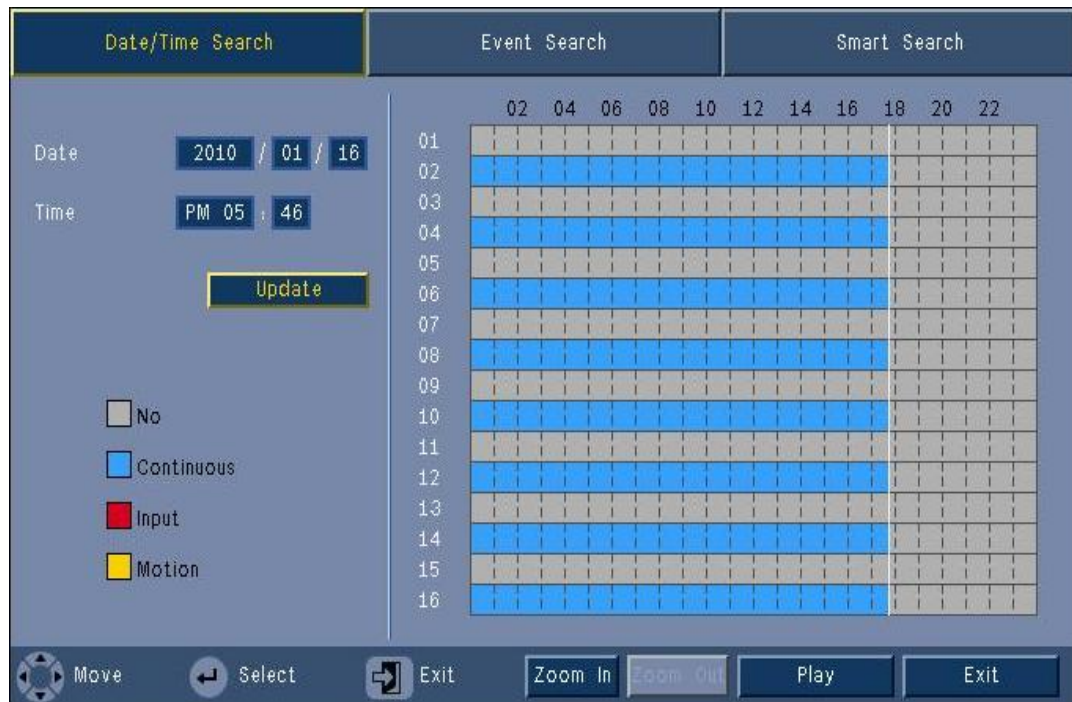 Date/Time Search Event Search Smart Search
02 04 06 08 10 12 14 16 18 20 22
Date 2010 / 01 / 16
Time PM 05 : 46
Update
01
02
03
04
05
06
07
08
09
10
11
12
13
14
15
16
No
Continuous
Input
Motion
Move Select Exit Zoom In Zoom Out Play Exit